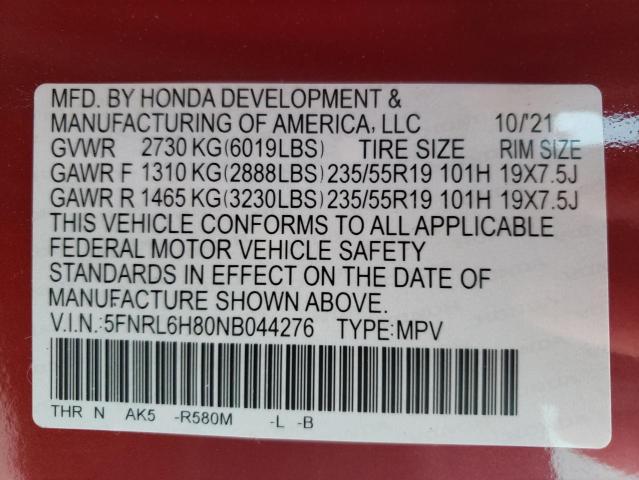 MFD. BY HONDA DEVELOPMENT &
MANUFACTURING OF AMERICA, LLC 10/'21
GVWR 2730 KG(6019LBS) TIRE SIZE RIM SIZE
GAWR F 1310 KG(2888LBS) 235/55R19 101H 19X7.5J
GAWR R 1465 KG(3230LBS) 235/55R19 101H 19X7.5J
THIS VEHICLE CONFORMS TO ALL APPLICABLE
FEDERAL MOTOR VEHICLE SAFETY
STANDARDS IN EFFECT ON THE DATE OF
MANUFACTURE SHOWN ABOVE.
V.I.N.:5FNRL6H80NB044276 TYPE:MPV
THR N AK5 -R580M -L -B